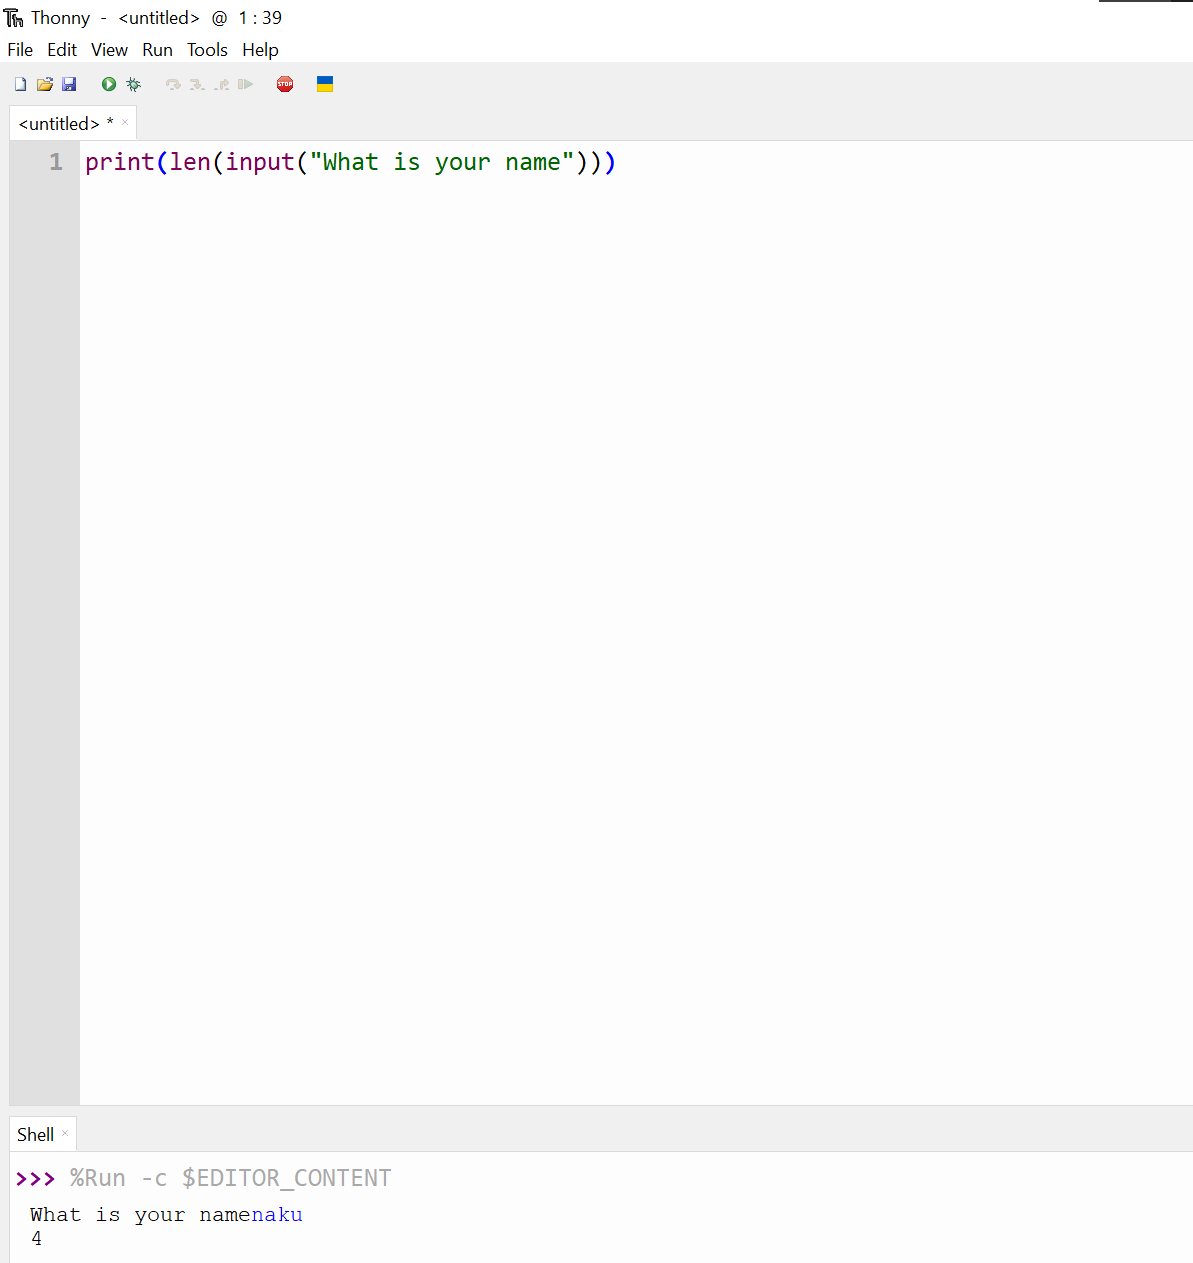 Thonny - <untitled> @ 1 : 39
File Edit View Run Tools Help
STOP
<untitled> * ×
1 print(len(input("What is your name")))
Shell ×
>>> %Run -c $EDITOR_CONTENT
What is your namenaku
4